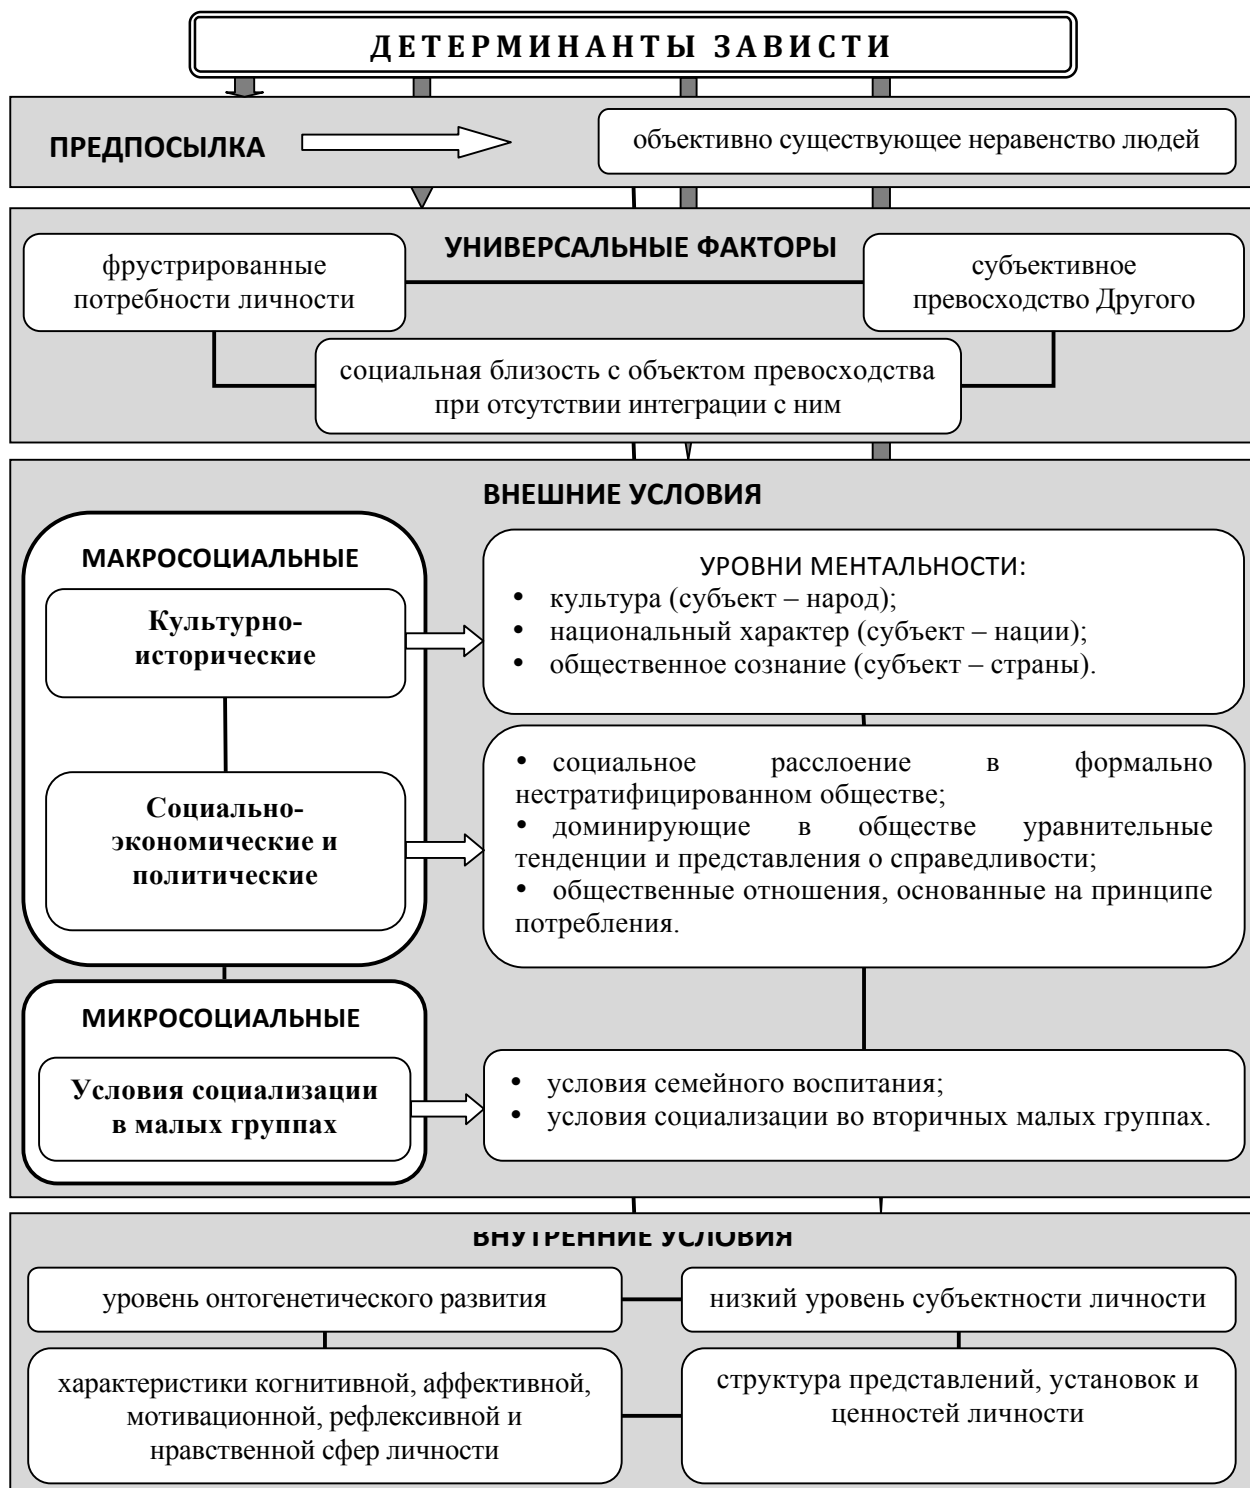 ДЕТЕРМИНАНТЫ ЗАВИСТИ
ПРЕДПОСЫЛКА
объективно существующее неравенство людей
УНИВЕРСАЛЬНЫЕ ФАКТОРЫ
фрустрированные
потребности личности
субъективное
превосходство Другого
социальная близость с объектом превосходства
при отсутствии интеграции с ним
ВНЕШНИЕ УСЛОВИЯ
МАКРОСОЦИАЛЬНЫЕ
Культурно-
исторические
УРОВНИ МЕНТАЛЬНОСТИ:
• культура (субъект – народ);
• национальный характер (субъект – нации);
• общественное сознание (субъект – страны).
Социально-
экономические и
политические
• социальное расслоение в формально
нестратифицированном обществе;
• доминирующие в обществе уравнительные
тенденции и представления о справедливости;
• общественные отношения, основанные на принципе
потребления.
МИКРОСОЦИАЛЬНЫЕ
Условия социализации
в малых группах
• условия семейного воспитания;
• условия социализации во вторичных малых группах.
ВНУТРЕННИЕ УСЛОВИЯ
уровень онтогенетического развития
низкий уровень субъектности личности
характеристики когнитивной, аффективной,
мотивационной, рефлексивной и
нравственной сфер личности
структура представлений, установок и
ценностей личности